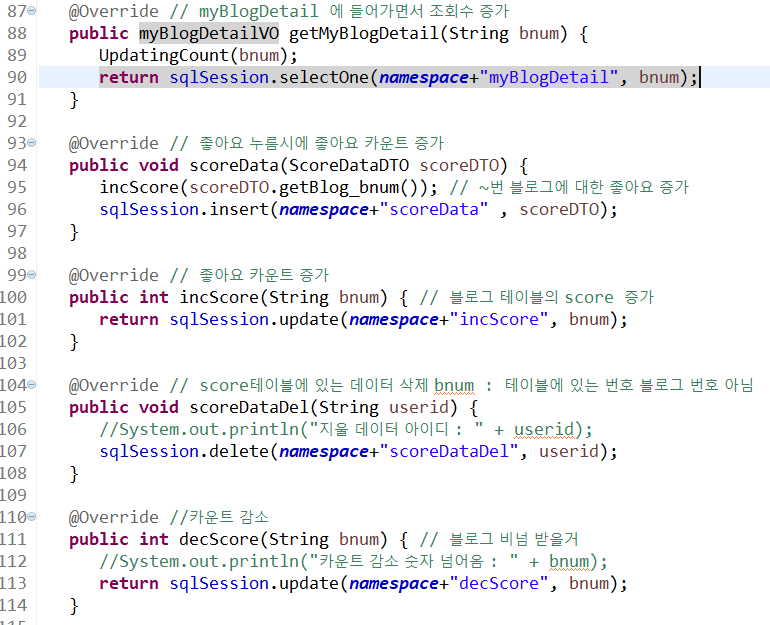 87 @Override // myBlogDetail 에 들어가면서 조회수 증가
88 public myBlogDetailVO getMyBlogDetail(String bnum) {
89 UpdatingCount(bnum);
90 return sqlSession.selectOne(namespace+"myBlogDetail", bnum);
91 }
92
93 @Override // 좋아요 누름시에 좋아요 카운트 증가
94 public void scoreData(ScoreDataDTO scoreDTO) {
95 incScore(scoreDTO.getBlog_bnum()); // ~번 블로그에 대한 좋아요 증가
96 sqlSession.insert(namespace+"scoreData" , scoreDTO);
97 }
98
99 @Override // 좋아요 카운트 증가
100 public int incScore(String bnum) { // 블로그 테이블의 score 증가
101 return sqlSession.update(namespace+"incScore", bnum);
102 }
103
104 @Override // score테이블에 있는 데이터 삭제 bnum : 테이블에 있는 번호 블로그 번호 아님
105 public void scoreDataDel(String userid) {
106 //System.out.println("지울 데이터 아이디 : " + userid);
107 sqlSession.delete(namespace+"scoreDataDel", userid);
108 }
109
110 @Override //카운트 감소
111 public int decScore(String bnum) { // 블로그 비넘 받을거
112 //System.out.println("카운트 감소 숫자 넘어옴 : " + bnum);
113 return sqlSession.update(namespace+"decScore", bnum);
114 }